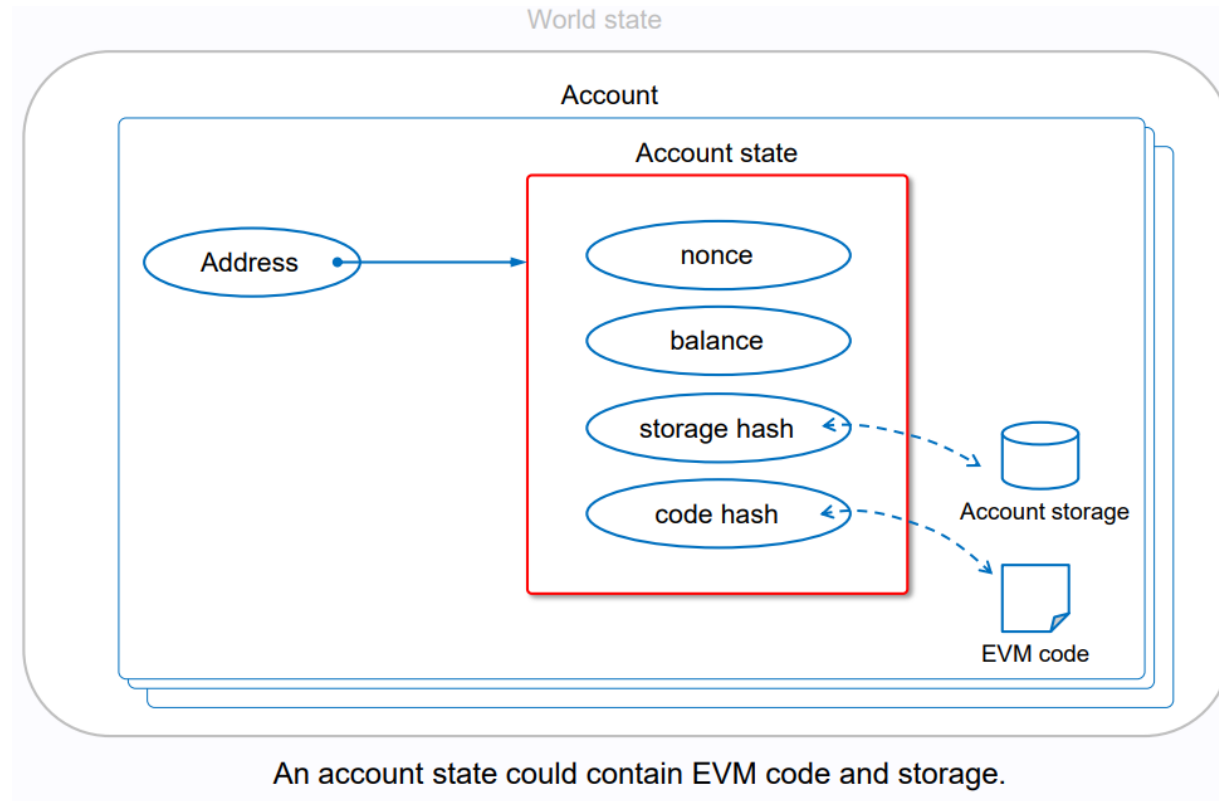 World state
Account
Account state
Address
nonce
balance
storage hash
code hash
Account storage
EVM code
An account state could contain EVM code and storage.